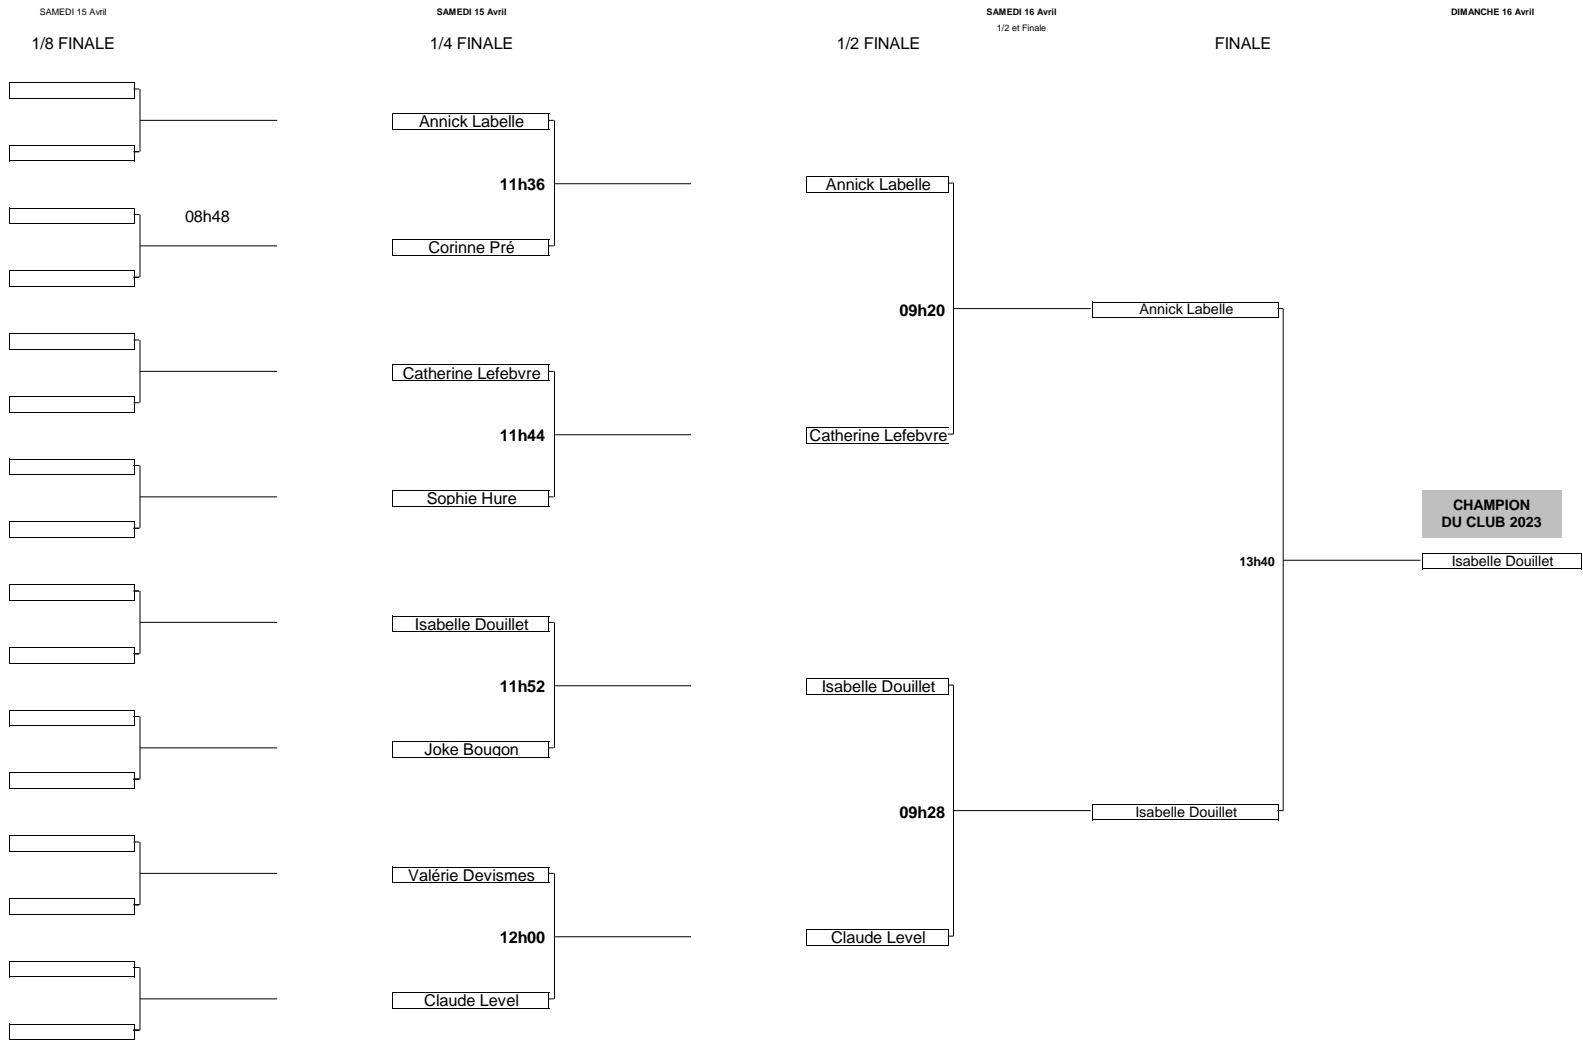 SAMEDI 15 Avril
SAMEDI 15 Avril
SAMEDI 16 Avril
DIMANCHE 16 Avril
1/2 et Finale
1/8 FINALE
1/4 FINALE
1/2 FINALE
FINALE
Annick Labelle
11h36
Annick Labelle
08h48
Corinne Pré
09h20
Annick Labelle
Catherine Lefebvre
11h44
Catherine Lefebvre
Sophie Hure
CHAMPION
DU CLUB 2023
13h40
Isabelle Douillet
Isabelle Douillet
11h52
Isabelle Douillet
Joke Bougon
09h28
Isabelle Douillet
Valérie Devismes
12h00
Claude Level
Claude Level